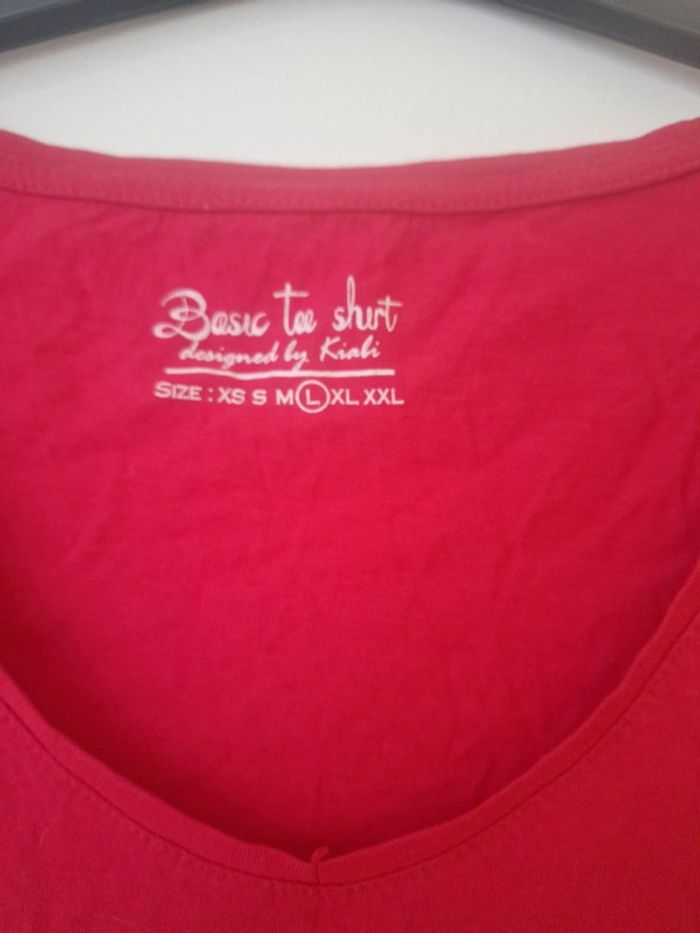 Basic tee shirt
designed by Kiabi
SIZE : XS S M L XL XXL